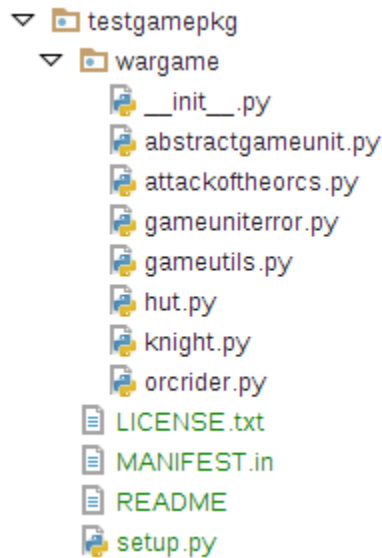 testgamepkg
wargame
__init__.py
abstractgameunit.py
attackoftheorcs.py
gameuniterror.py
gameutils.py
hut.py
knight.py
orcrider.py
LICENSE.txt
MANIFEST.in
README
setup.py